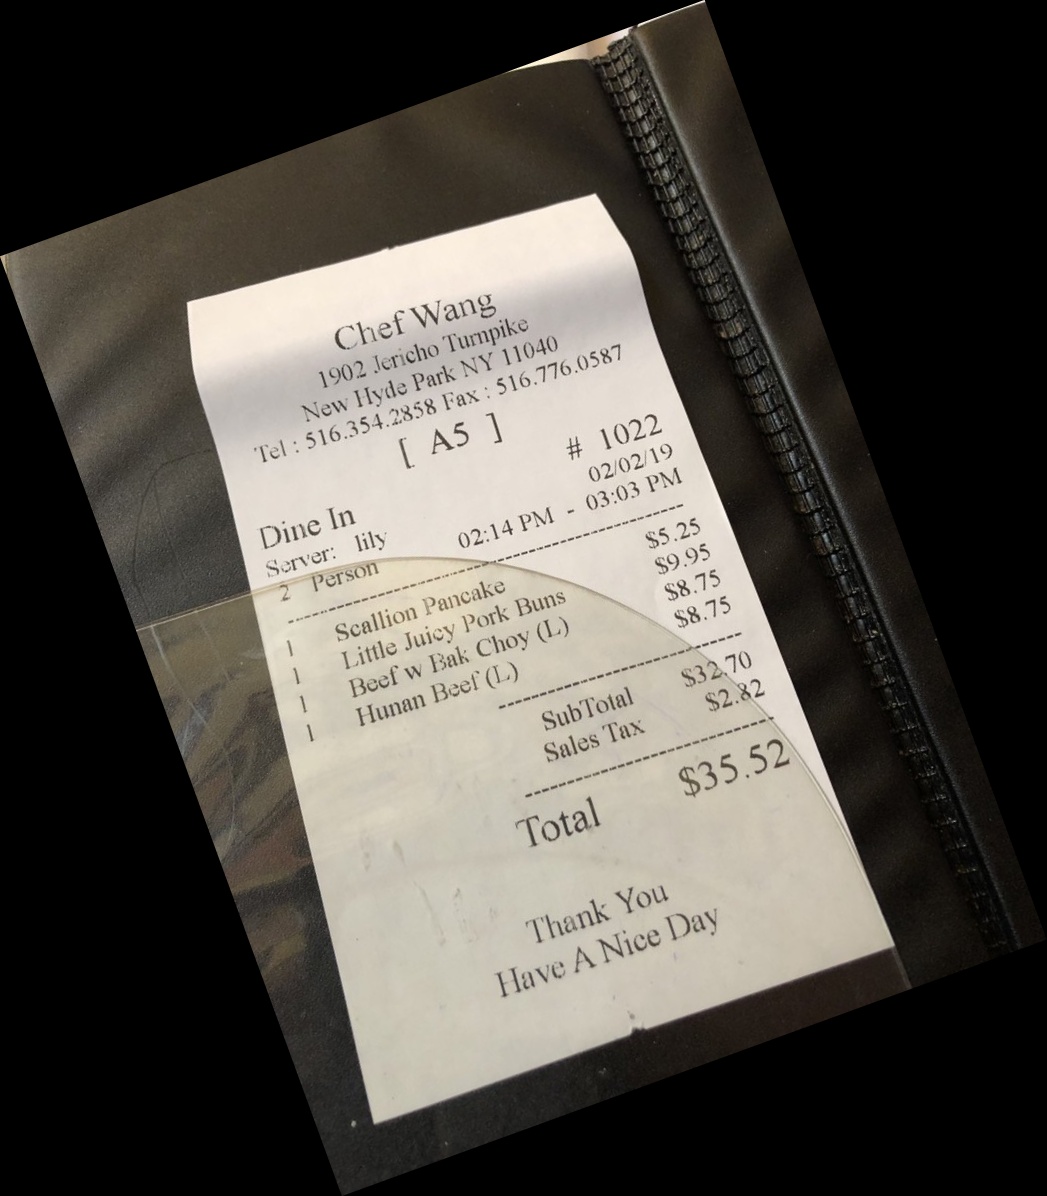 Chef Wang
1902 Jericho Turnpike
New Hyde Park NY 11040
Tel : 516.354.2858 Fax : 516.776.0587
[ A5 ]
# 1022
Dine In 02/02/19
Server: lily 02:14 PM - 03:03 PM
2 Person
1 Scallion Pancake $5.25
1 Little Juicy Pork Buns $9.95
1 Beef w Bak Choy (L) $8.75
1 Hunan Beef (L) $8.75
SubTotal $32.70
Sales Tax $2.82
Total $35.52
Thank You
Have A Nice Day